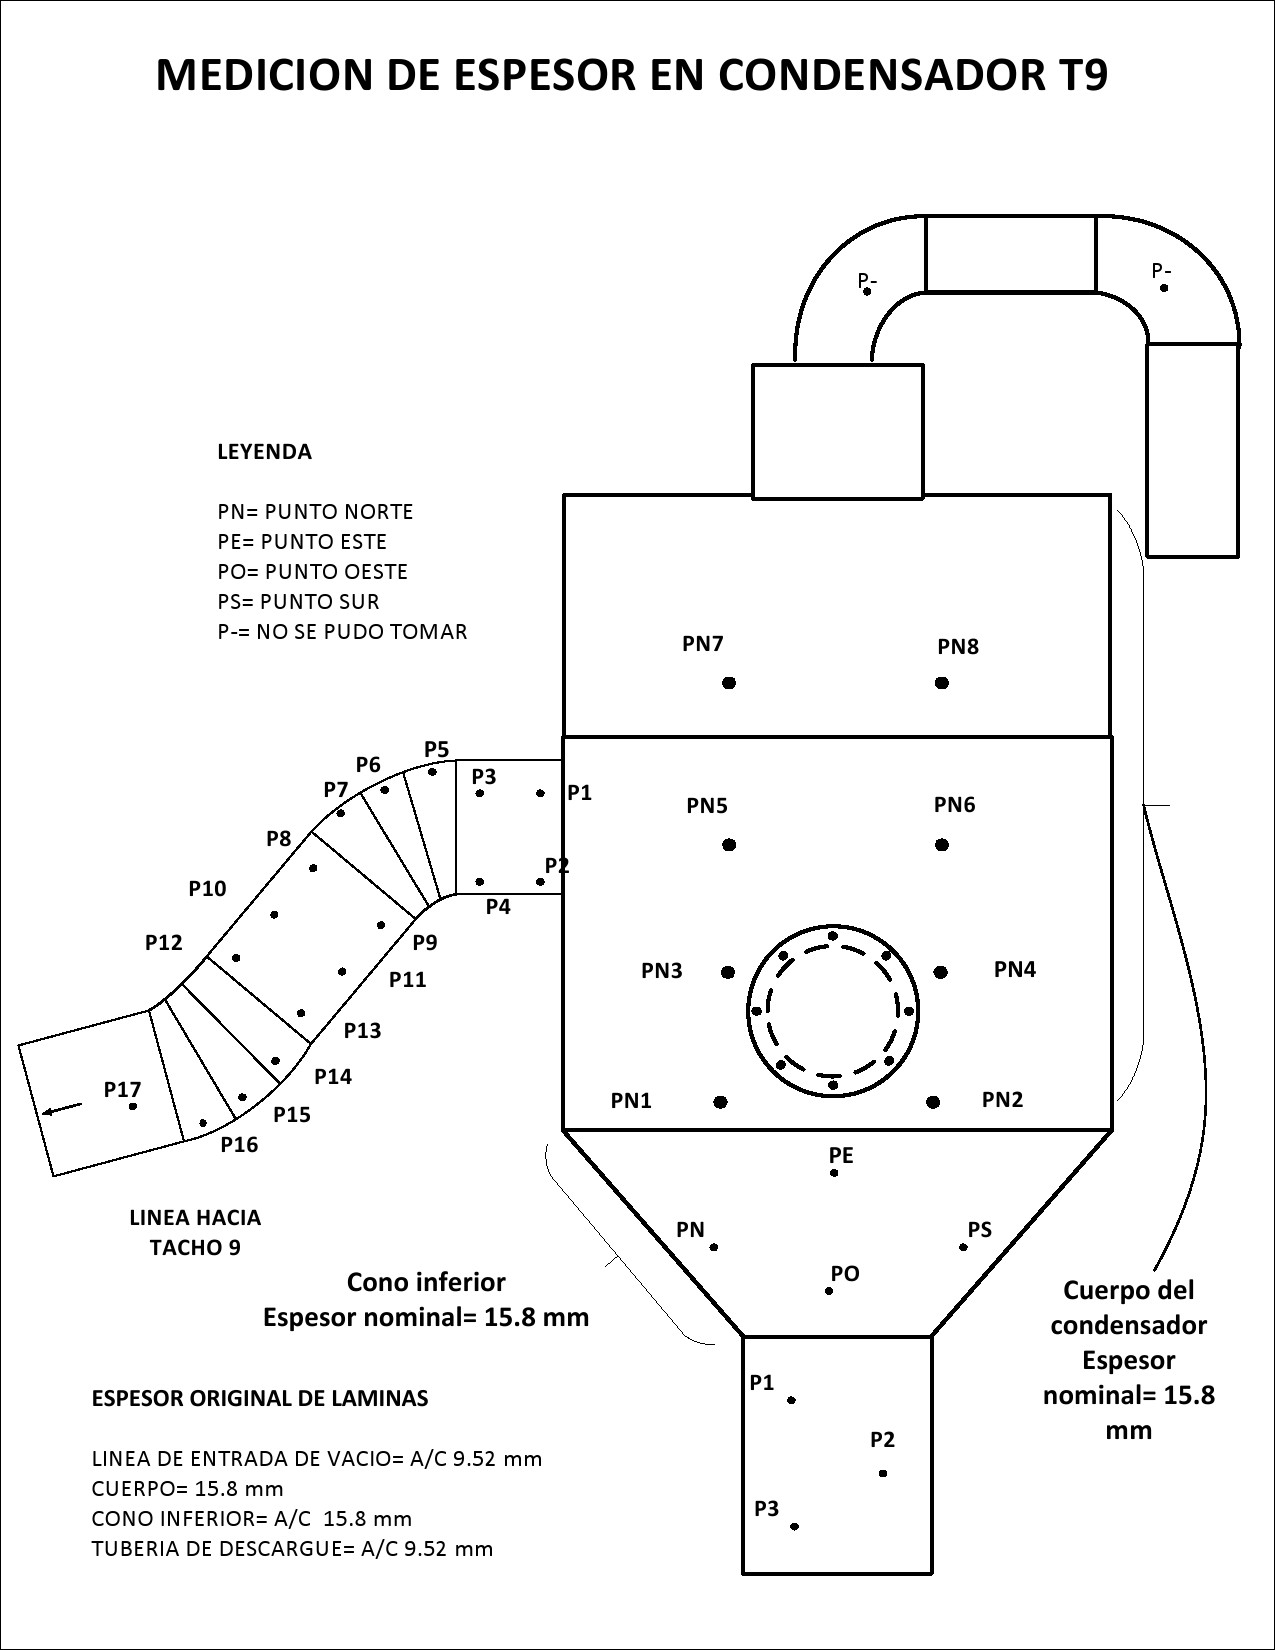 MEDICION DE ESPESOR EN CONDENSADOR T9
P-
P-
LEYENDA
PN= PUNTO NORTE
PE= PUNTO ESTE
PO= PUNTO OESTE
PS= PUNTO SUR
P-= NO SE PUDO TOMAR
PN7
PN8
P5
P6
P3
P7
P1
PN5
PN6
P8
P2
P10
P4
P12
P9
PN3
PN4
P11
P13
P14
P17
PN1
PN2
P15
P16
PE
LINEA HACIA
TACHO 9
PN
PS
PO
Cono inferior
Espesor nominal= 15.8 mm
Cuerpo del
condensador
Espesor
nominal= 15.8
mm
P1
P2
P3
ESPESOR ORIGINAL DE LAMINAS
LINEA DE ENTRADA DE VACIO= A/C 9.52 mm
CUERPO= 15.8 mm
CONO INFERIOR= A/C  15.8 mm
TUBERIA DE DESCARGUE= A/C 9.52 mm